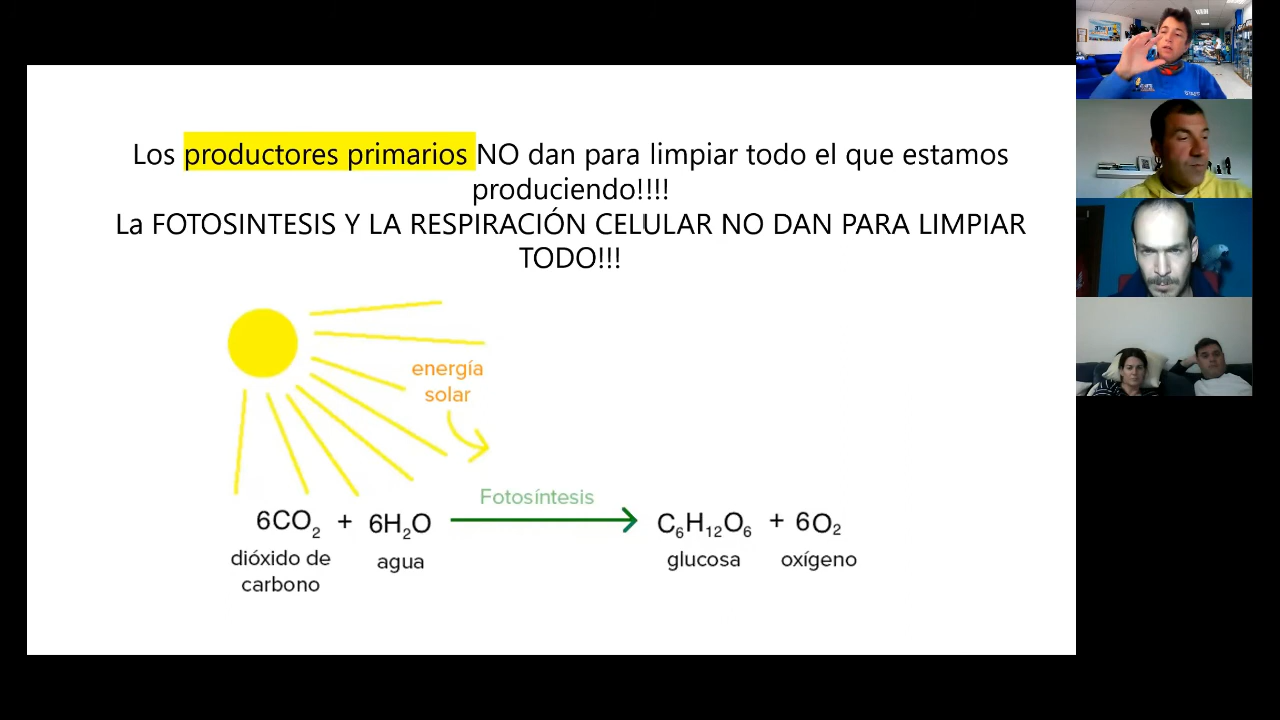 Los productores primarios NO dan para limpiar todo el que estamos
produciendo!!!!
La FOTOSINTESIS Y LA RESPIRACIÓN CELULAR NO DAN PARA LIMPIAR
TODO!!!
energía
solar
Fotosíntesis
6CO₂ + 6H₂O C₆H₁₂O₆ + 6O₂
dióxido de agua glucosa oxígeno
carbono